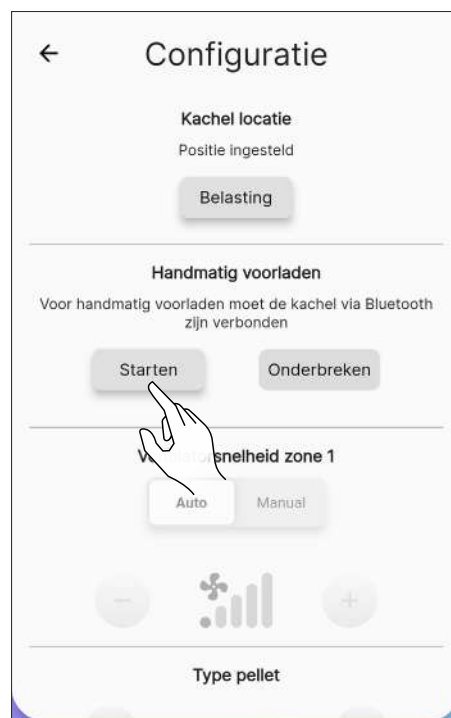 Configuratie
Kachel locatie
Positie ingesteld
Belasting
Handmatig voorladen
Voor handmatig voorladen moet de kachel via Bluetooth
zijn verbonden
Starten
Onderbreken
snelheid zone 1
Auto
Manual
Type pellet